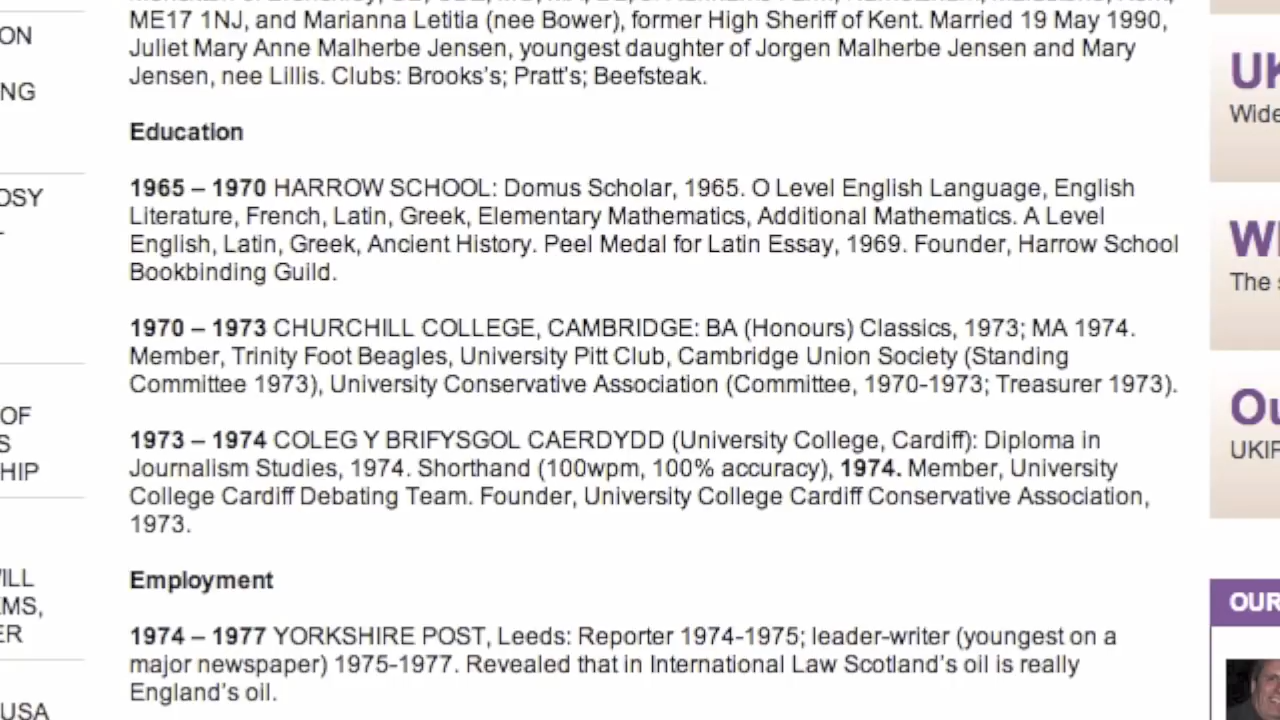 ME17 1NJ, and Marianna Letitia (nee Bower), former High Sheriff of Kent. Married 19 May 1990,
Juliet Mary Anne Malherbe Jensen, youngest daughter of Jorgen Malherbe Jensen and Mary
Jensen, nee Lillis. Clubs: Brooks's; Pratt's; Beefsteak.
Education
1965 – 1970 HARROW SCHOOL: Domus Scholar, 1965. O Level English Language, English
Literature, French, Latin, Greek, Elementary Mathematics, Additional Mathematics. A Level
English, Latin, Greek, Ancient History. Peel Medal for Latin Essay, 1969. Founder, Harrow School
Bookbinding Guild.
1970 – 1973 CHURCHILL COLLEGE, CAMBRIDGE: BA (Honours) Classics, 1973; MA 1974.
Member, Trinity Foot Beagles, University Pitt Club, Cambridge Union Society (Standing
Committee 1973), University Conservative Association (Committee, 1970-1973; Treasurer 1973).
1973 – 1974 COLEG Y BRIFYSGOL CAERDYDD (University College, Cardiff): Diploma in
Journalism Studies, 1974. Shorthand (100wpm, 100% accuracy), 1974. Member, University
College Cardiff Debating Team. Founder, University College Cardiff Conservative Association,
1973.
Employment
1974 – 1977 YORKSHIRE POST, Leeds: Reporter 1974-1975; leader-writer (youngest on a
major newspaper) 1975-1977. Revealed that in International Law Scotland's oil is really
England's oil.
ON
NG
OSY
OF
S
HIP
ILL
EMS,
ER
USA
UK
Wide
Wh
The s
Ou
UKIP
OUR